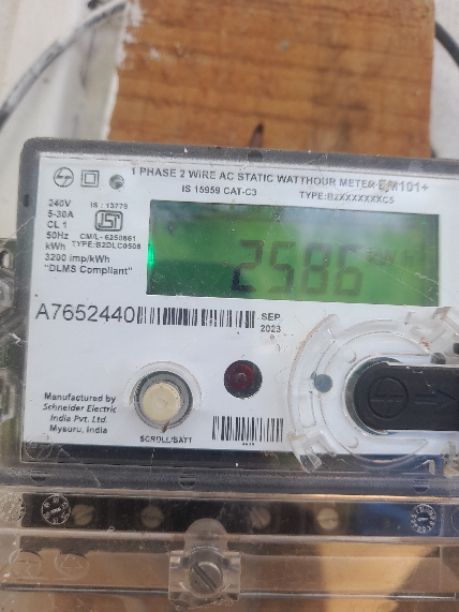 1 PHASE 2 WIRE AC STATIC WATTHOUR METER EM101+
IS 15959 CAT-C3 TYPE:B2XXXXXXXC5
240V IS : 13779
5-30A
CL 1
50Hz CM/L- 6250861
kWh TYPE:B2DLC0508
3200 imp/kWh
"DLMS Compliant"
2586
A7652440
SEP
2023
Manufactured by
Schneider Electric
India Pvt. Ltd.
Mysuru, India
SCROLL/BATT